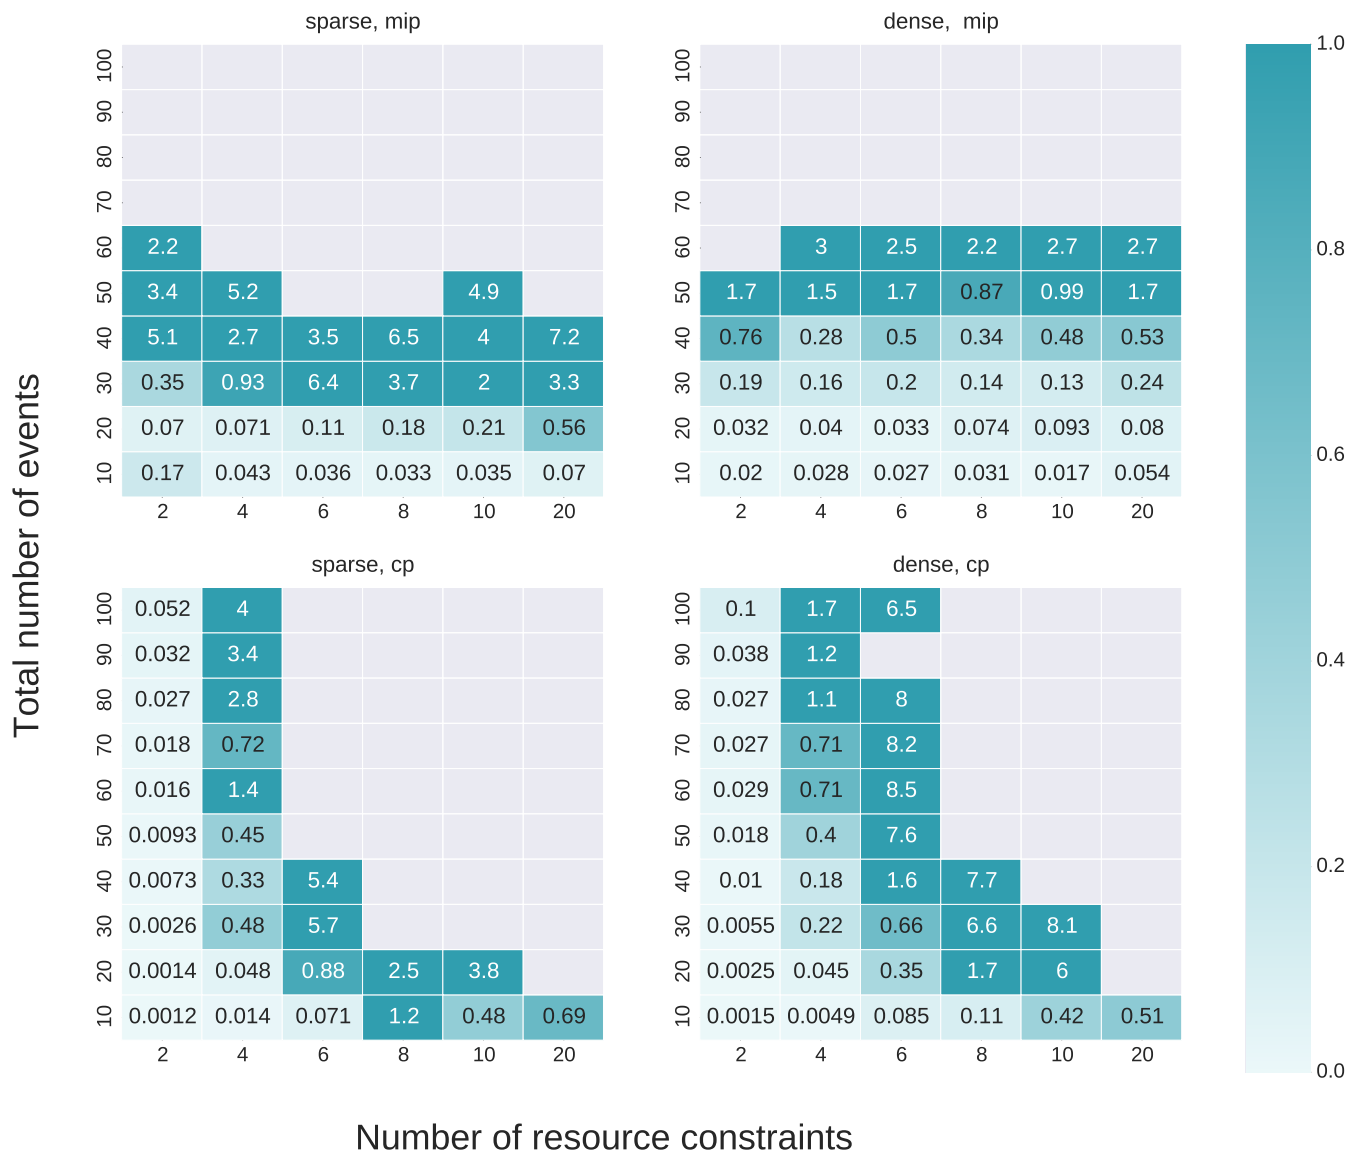 sparse, mip
dense, mip
1.0
100
100
90
90
80
80
0.8
70
70
60 2.2
60 3 2.5 2.2 2.7 2.7
50 3.4 5.2 4.9
50 1.7 1.5 1.7 0.87 0.99 1.7
40 5.1 2.7 3.5 6.5 4 7.2
40 0.76 0.28 0.5 0.34 0.48 0.53
30 0.35 0.93 6.4 3.7 2 3.3
30 0.19 0.16 0.2 0.14 0.13 0.24
20 0.07 0.071 0.11 0.18 0.21 0.56
20 0.032 0.04 0.033 0.074 0.093 0.08
0.6
10 0.17 0.043 0.036 0.033 0.035 0.07
10 0.02 0.028 0.027 0.031 0.017 0.054
2 4 6 8 10 20
2 4 6 8 10 20
Total number of events
sparse, cp
dense, cp
100 0.052 4
100 0.1 1.7 6.5
90 0.032 3.4
90 0.038 1.2
0.4
80 0.027 2.8
80 0.027 1.1 8
70 0.018 0.72
70 0.027 0.71 8.2
60 0.016 1.4
60 0.029 0.71 8.5
50 0.0093 0.45
50 0.018 0.4 7.6
0.2
40 0.0073 0.33 5.4
40 0.01 0.18 1.6 7.7
30 0.0026 0.48 5.7
30 0.0055 0.22 0.66 6.6 8.1
20 0.0014 0.048 0.88 2.5 3.8
20 0.0025 0.045 0.35 1.7 6
10 0.0012 0.014 0.071 1.2 0.48 0.69
10 0.0015 0.0049 0.085 0.11 0.42 0.51
2 4 6 8 10 20
2 4 6 8 10 20
0.0
Number of resource constraints